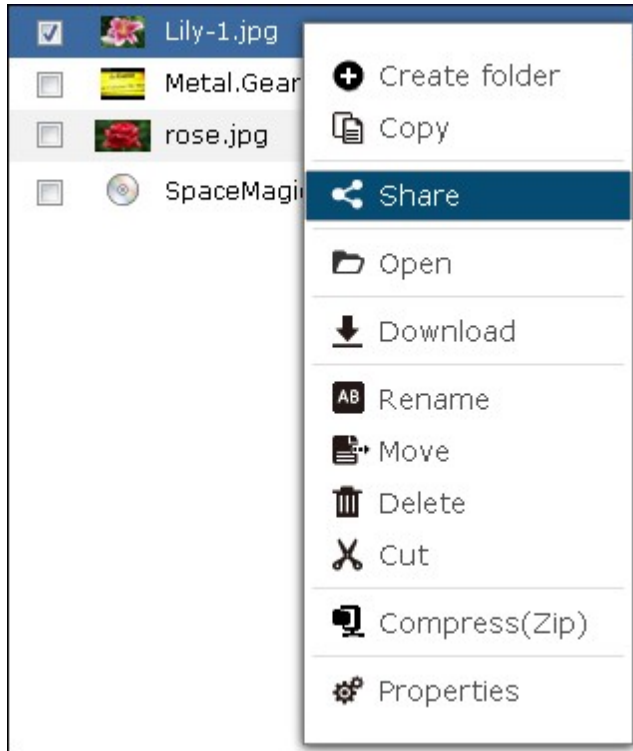 Lily-1.jpg
Metal.Gear
rose.jpg
SpaceMagi
Create folder
Copy
Share
Open
Download
AB Rename
Move
Delete
Cut
Compress(Zip)
Properties